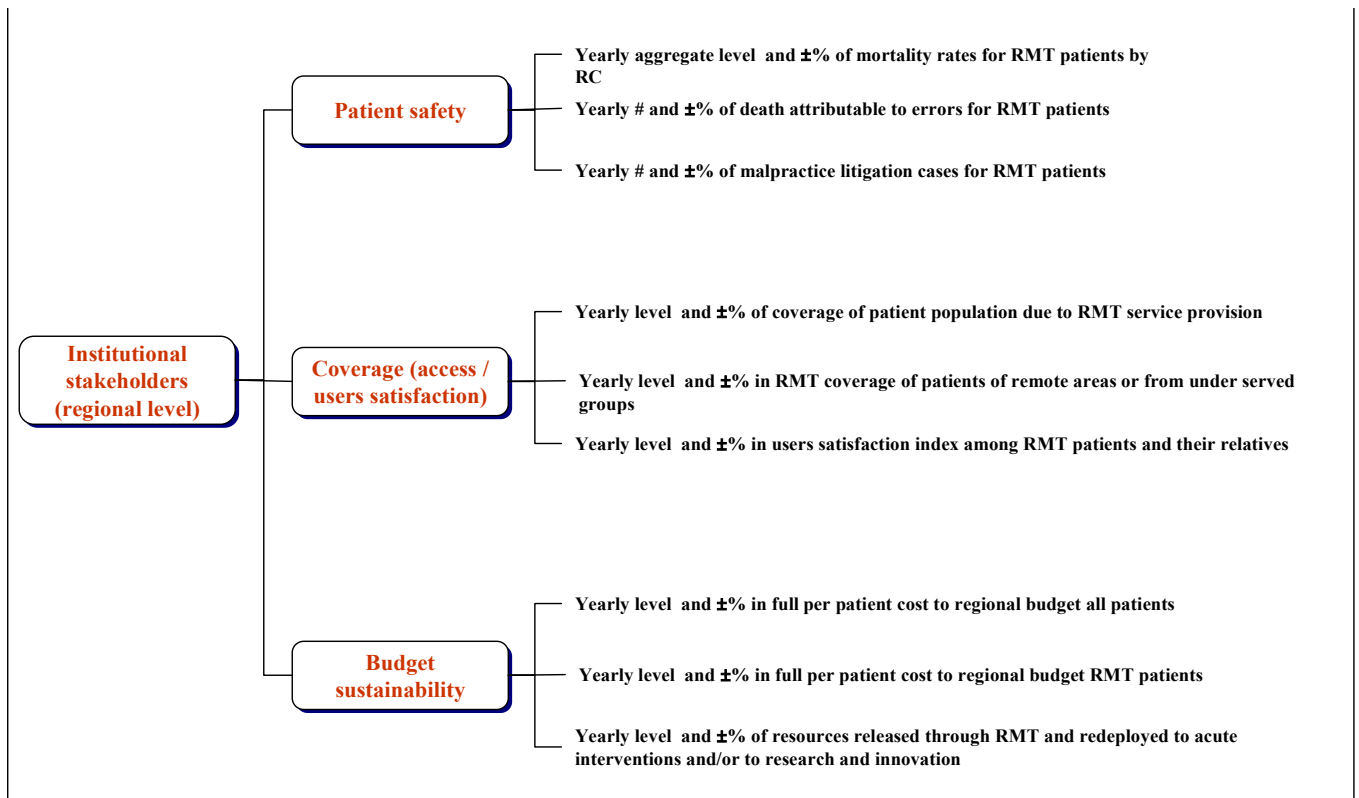 Yearly aggregate level and ±% of mortality rates for RMT patients by
RC
Patient safety
Yearly # and ±% of death attributable to errors for RMT patients
Yearly # and ±% of malpractice litigation cases for RMT patients
Institutional
stakeholders
(regional level)
Coverage (access /
users satisfaction)
Yearly level and ±% of coverage of patient population due to RMT service provision
Yearly level and ±% in RMT coverage of patients of remote areas or from under served
groups
Yearly level and ±% in users satisfaction index among RMT patients and their relatives
Budget
sustainability
Yearly level and ±% in full per patient cost to regional budget all patients
Yearly level and ±% in full per patient cost to regional budget RMT patients
Yearly level and ±% of resources released through RMT and redeployed to acute
interventions and/or to research and innovation